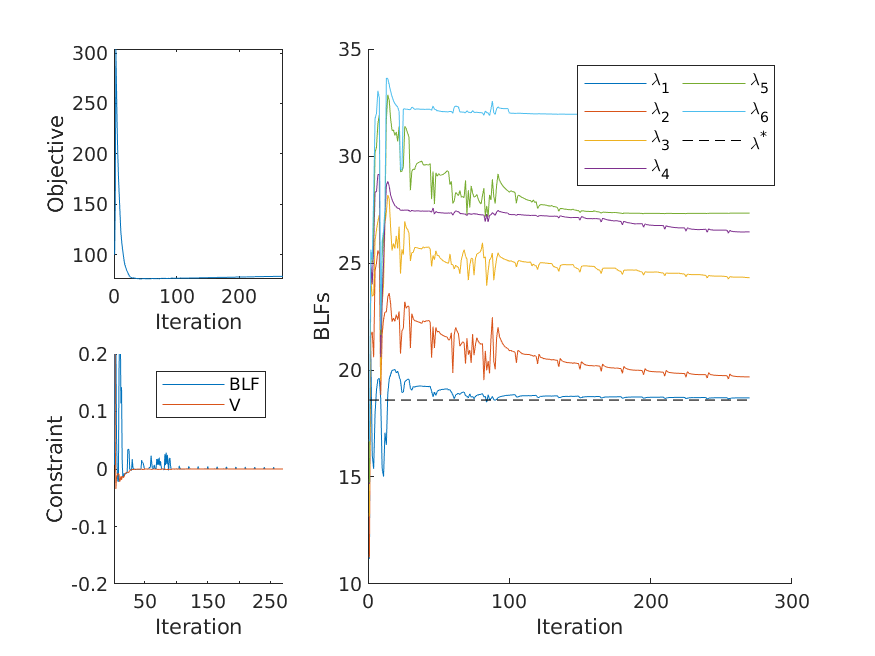 300
250
200
150
100
0
100
200
Objective
Iteration
0.2
0.1
0
-0.1
-0.2
50
150
250
Constraint
Iteration
BLF
V
35
30
25
20
15
10
0
100
200
300
BLFs
Iteration
λ1
λ2
λ3
λ4
λ5
λ6
λ*